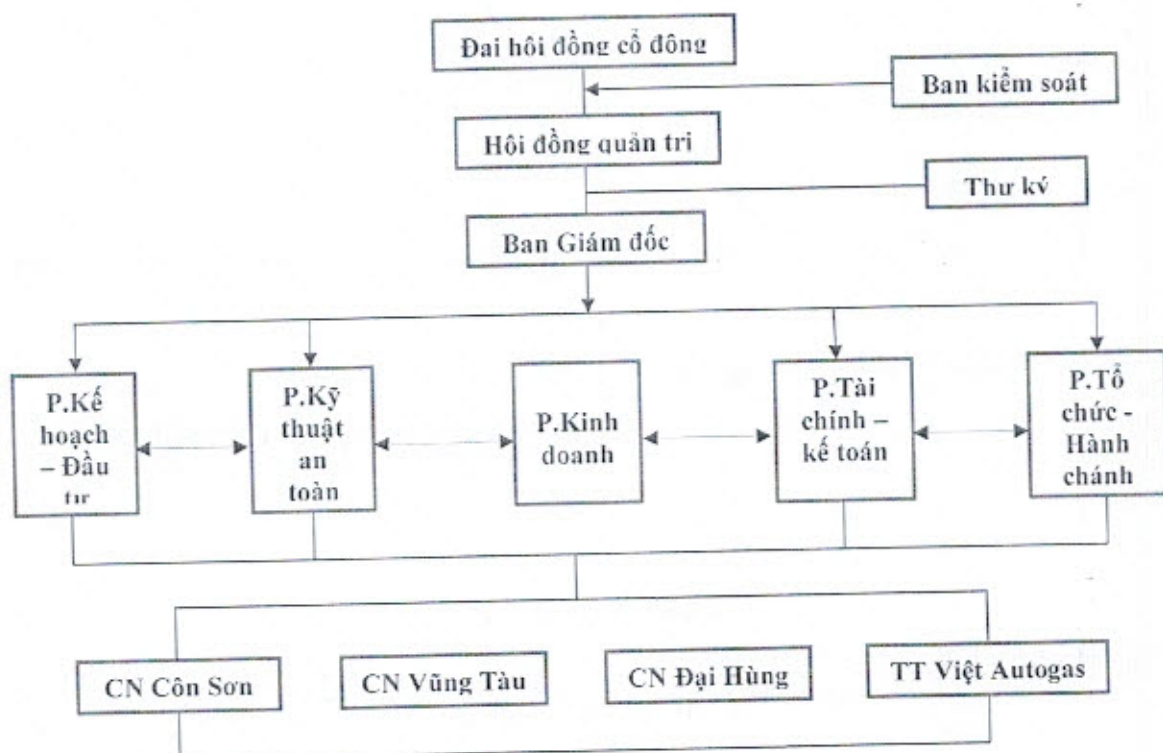 Đai hôi đồng cổ đông
Ban kiểm soát
Hôi đồng quản tri
Thư ký
Ban Giám đốc
P.Kế
hoạch
– Đầu
tư
P.Kỹ
thuật
an
toàn
P.Kinh
doanh
P.Tài
chính –
kế toán
P.Tổ
chức -
Hành
chánh
CN Côn Sơn
CN Vũng Tàu
CN Đại Hùng
TT Việt Autogas